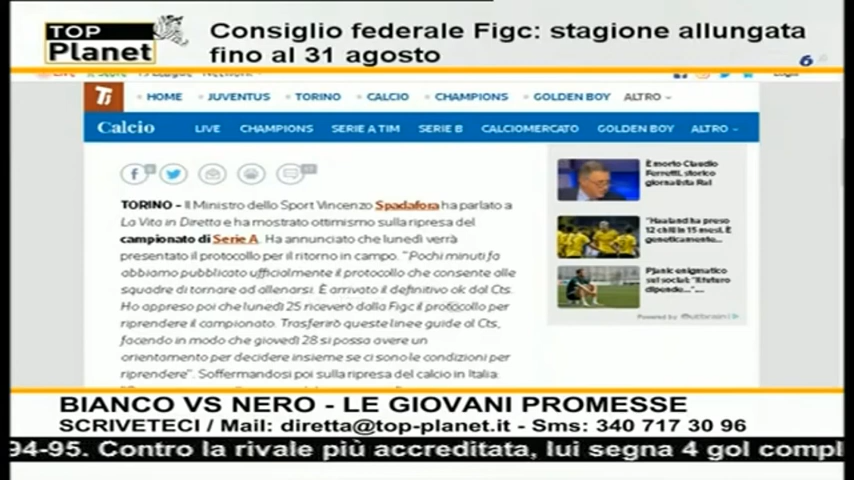 TOP
Planet
Consiglio federale Figc: stagione allungata
fino al 31 agosto
6
TJ
HOME JUVENTUS TORINO CALCIO CHAMPIONS GOLDEN BOY ALTRO
Calcio LIVE CHAMPIONS SERIE A TIM SERIE B CALCIOMERCATO GOLDEN BOY ALTRO
TORINO - Il Ministro dello Sport Vincenzo Spadafora ha parlato a
La Vita in Diretta e ha mostrato ottimismo sulla ripresa del
campionato di Serie A. Ha annunciato che lunedì verrà
presentato il protocollo per il ritorno in campo. "Pochi minuti fa
abbiamo pubblicato ufficialmente il protocollo che consente alle
squadre di tornare ad allenarsi. È arrivato il definitivo ok dal Cts.
Ho appreso poi che lunedì 25 riceverò dalla Figc il protocollo per
riprendere il campionato. Trasferirò queste linee guide al Cts,
facendo in modo che giovedì 28 si possa avere un
orientamento per decidere insieme se ci sono le condizioni per
riprendere". Soffermandosi poi sulla ripresa del calcio in Italia:
È morto Claudio
Ferretti, storico
giornalista Rai
"Haaland ha preso
12 chili in 15 mesi. È
geneticamente...
Pjanic enigmatico
sui social: "Il futuro
dipende..."...
Powered by Outbrain
BIANCO VS NERO - LE GIOVANI PROMESSE
SCRIVETECI / Mail: diretta@top-planet.it - Sms: 340 717 30 96
94-95. Contro la rivale più accreditata, lui segna 4 gol compl